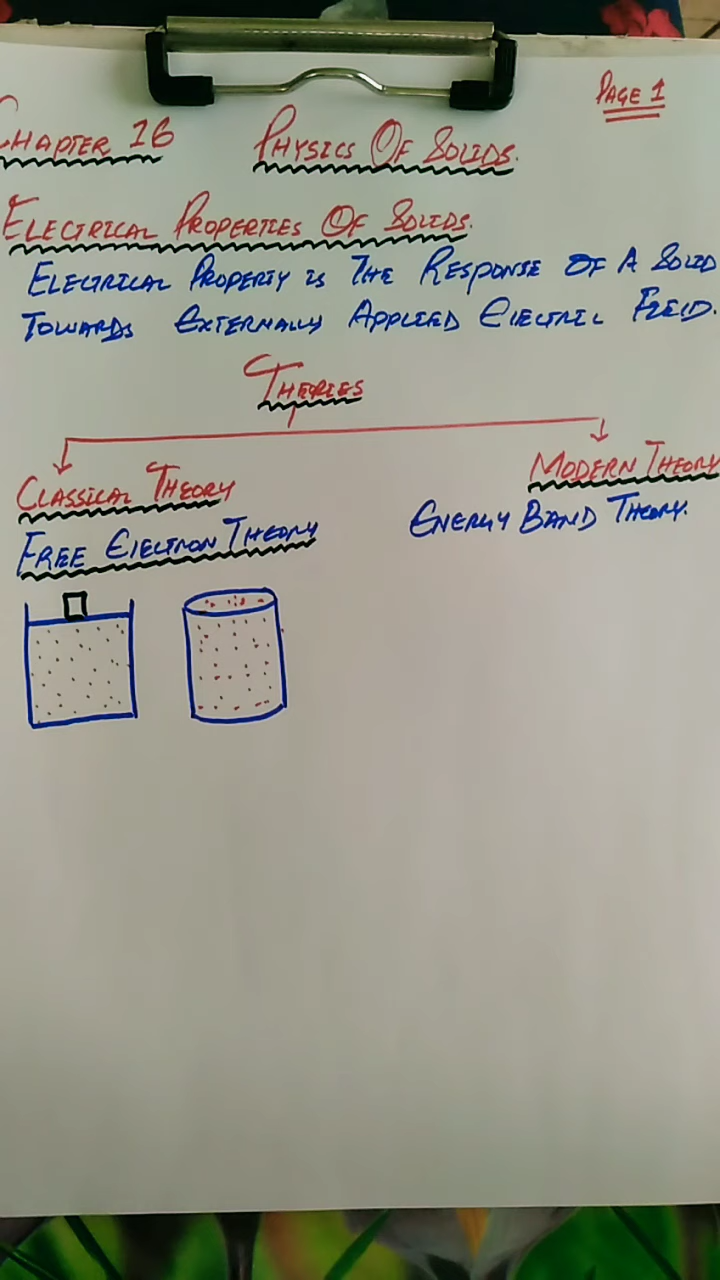 PAGE 1
CHAPTER 16 PHYSICS OF SOLIDS.
ELECTRICAL PROPERTIES OF SOLIDS.
ELECTRICAL PROPERTY IS THE RESPONSE OF A SOLID
TOWARDS EXTERNALLY APPLIED ELECTRIC FIELD.
THEORIES
CLASSICAL THEORY MODERN THEORY
FREE ELECTRON THEORY ENERGY BAND THEORY.